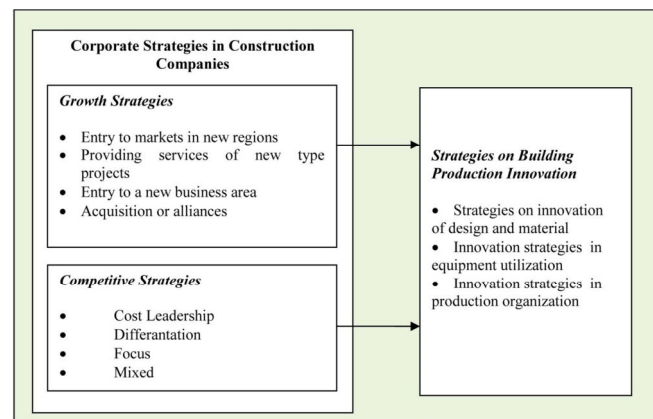 Corporate Strategies in Construction
Companies
Growth Strategies
• Entry to markets in new regions
• Providing services of new type
projects
• Entry to a new business area
• Acquisition or alliances
Competitive Strategies
• Cost Leadership
• Differantation
• Focus
• Mixed
Strategies on Building
Production Innovation
• Strategies on innovation
of design and material
• Innovation strategies in
equipment utilization
• Innovation strategies in
production organization